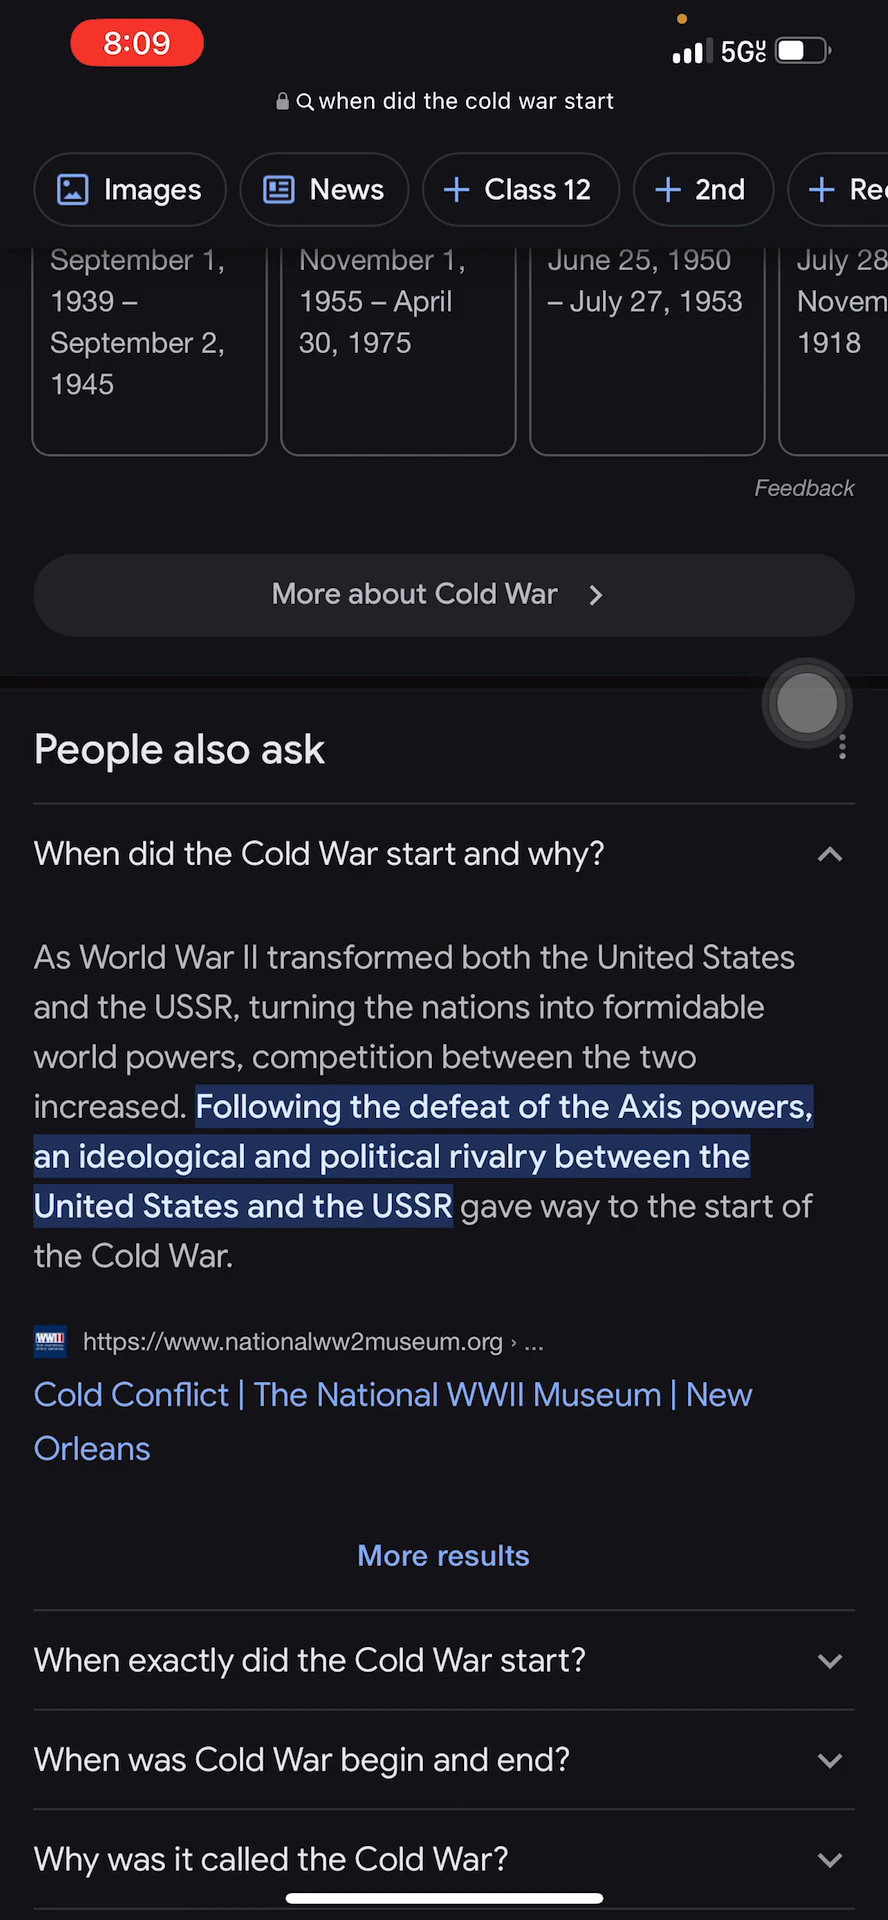 8:09
5G
when did the cold war start
Images
News
+ Class 12
+ 2nd
September 1,
1939 –
September 2,
1945
November 1,
1955 – April
30, 1975
June 25, 1950
– July 27, 1953
July 28
Novem
1918
Feedback
More about Cold War
People also ask
When did the Cold War start and why?
As World War II transformed both the United States
and the USSR, turning the nations into formidable
world powers, competition between the two
increased. Following the defeat of the Axis powers,
an ideological and political rivalry between the
United States and the USSR gave way to the start of
the Cold War.
WWII
https://www.nationalww2museum.org › ...
Cold Conflict | The National WWII Museum | New
Orleans
More results
When exactly did the Cold War start?
When was Cold War begin and end?
Why was it called the Cold War?